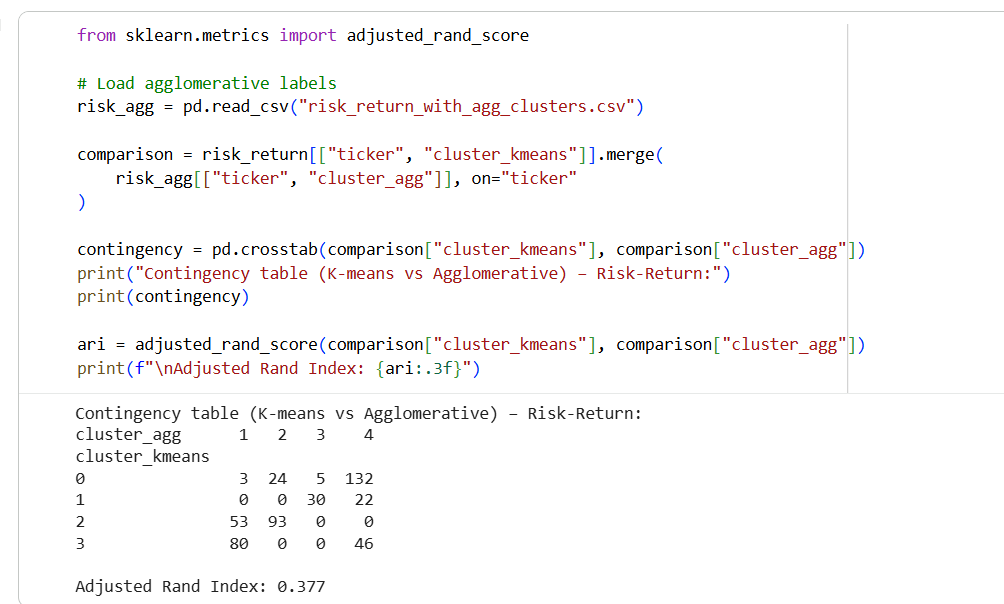 from sklearn.metrics import adjusted_rand_score
# Load agglomerative labels
risk_agg = pd.read_csv("risk_return_with_agg_clusters.csv")
comparison = risk_return[["ticker", "cluster_kmeans"]].merge(
    risk_agg[["ticker", "cluster_agg"]], on="ticker"
)
contingency = pd.crosstab(comparison["cluster_kmeans"], comparison["cluster_agg"])
print("Contingency table (K-means vs Agglomerative) – Risk-Return:")
print(contingency)
ari = adjusted_rand_score(comparison["cluster_kmeans"], comparison["cluster_agg"])
print(f"\nAdjusted Rand Index: {ari:.3f}")
Contingency table (K-means vs Agglomerative) – Risk-Return:
cluster_agg      1   2   3    4
cluster_kmeans
0                3  24   5  132
1                0   0  30   22
2               53  93   0    0
3               80   0   0   46
Adjusted Rand Index: 0.377